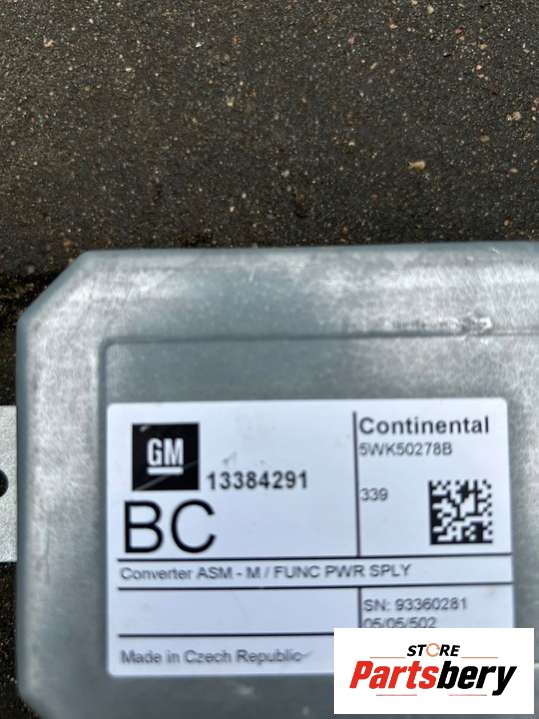 GM
13384291
BC
Continental
5WK50278B
339
Converter ASM - M / FUNC PWR SPLY
SN: 93360281
05/05/502
Made in Czech Republic
STORE
Partsbery